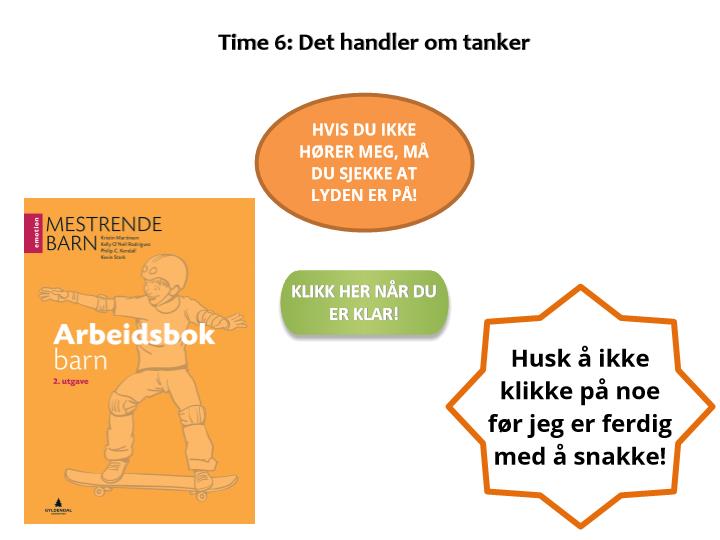 Time 6: Det handler om tanker
HVIS DU IKKE
HØRER MEG, MÅ
DU SJEKKE AT
LYDEN ER PÅ!
emotion
MESTRENDE
BARN
Kristin Martinsen
Kelly O'Neil Rodriguez
Philip C. Kendall
Kevin Stark
Arbeidsbok
barn
2. utgave
GYLDENDAL
KLIKK HER NÅR DU
ER KLAR!
Husk å ikke
klikke på noe
før jeg er ferdig
med å snakke!